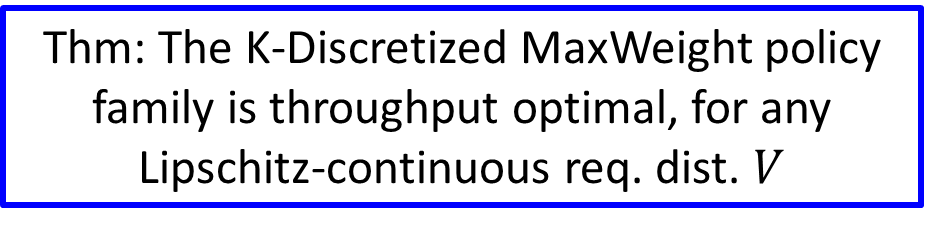 Thm: The K-Discretized MaxWeight policy
family is throughput optimal, for any
Lipschitz-continuous req. dist. V